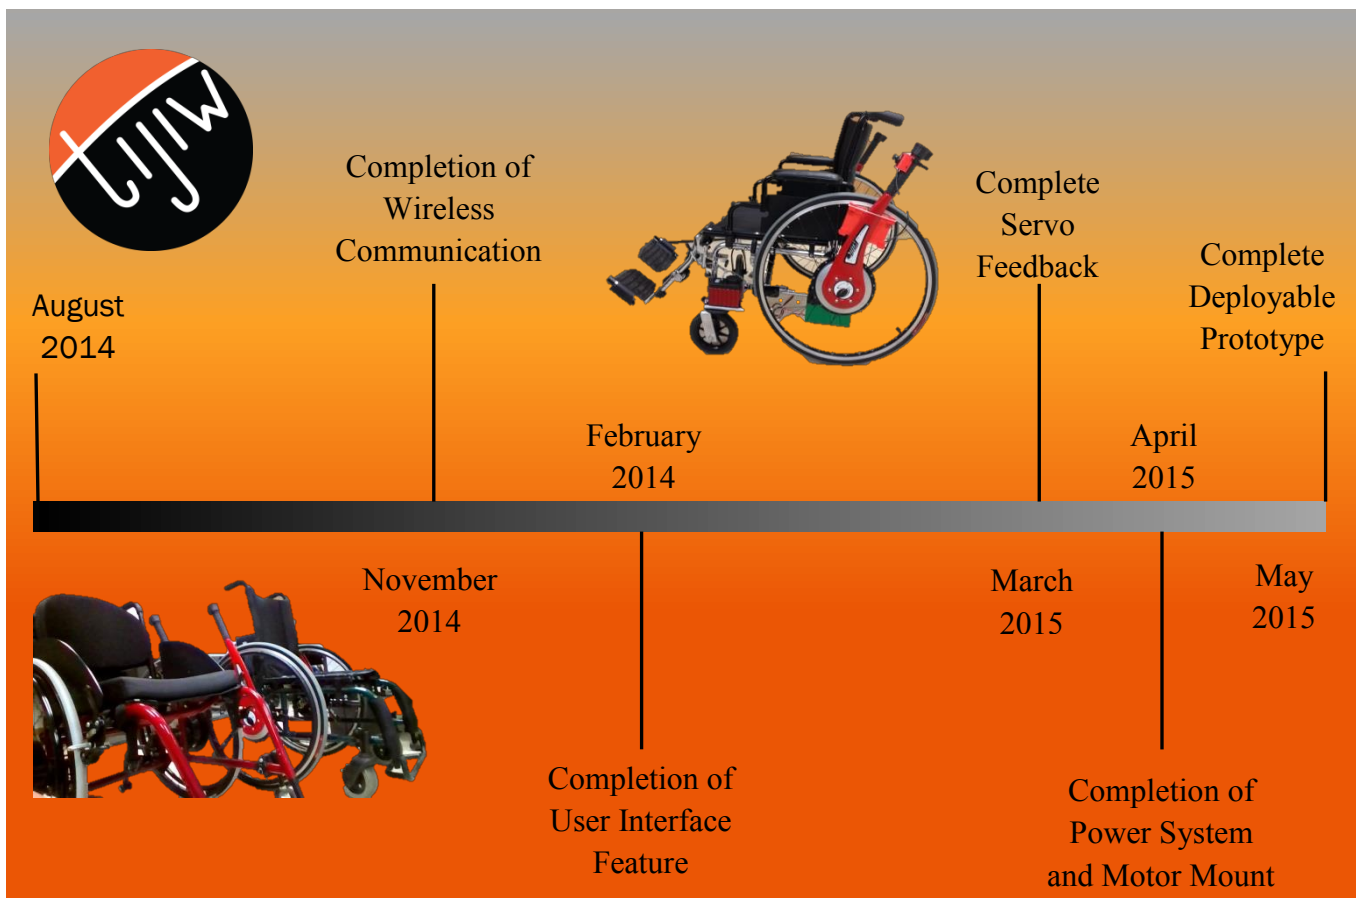 tijiw
Completion of
Wireless
Communication
Complete
Servo
Feedback
Complete
Deployable
Prototype
August
2014
February
2014
April
2015
November
2014
March
2015
May
2015
Completion of
User Interface
Feature
Completion of
Power System
and Motor Mount